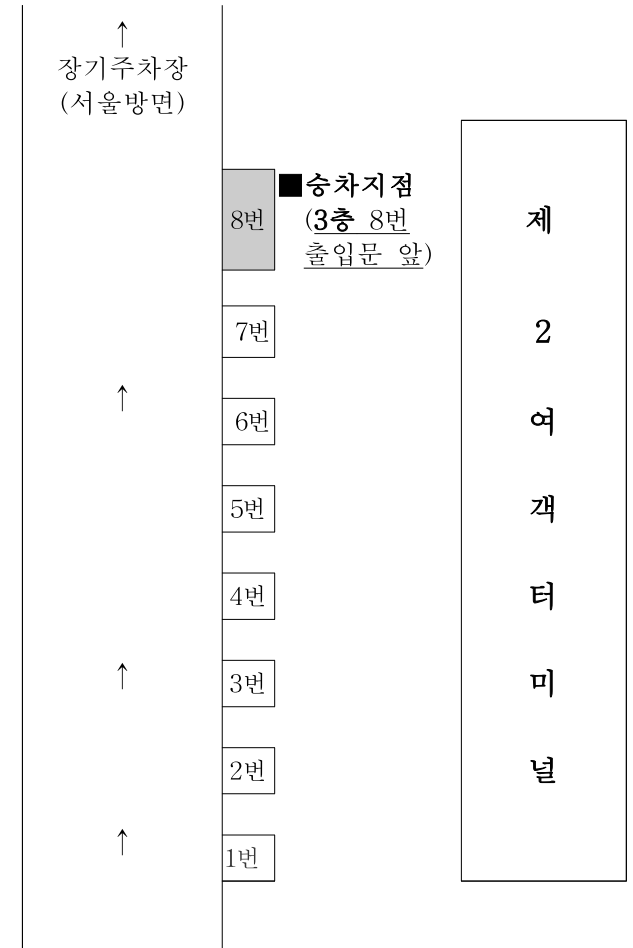 ↑
장기주차장
(서울방면)
■승차지점
(3층 8번
출입문 앞)
8번
7번
↑
6번
5번
4번
↑
3번
2번
↑
1번
제
2
여
객
터
미
널